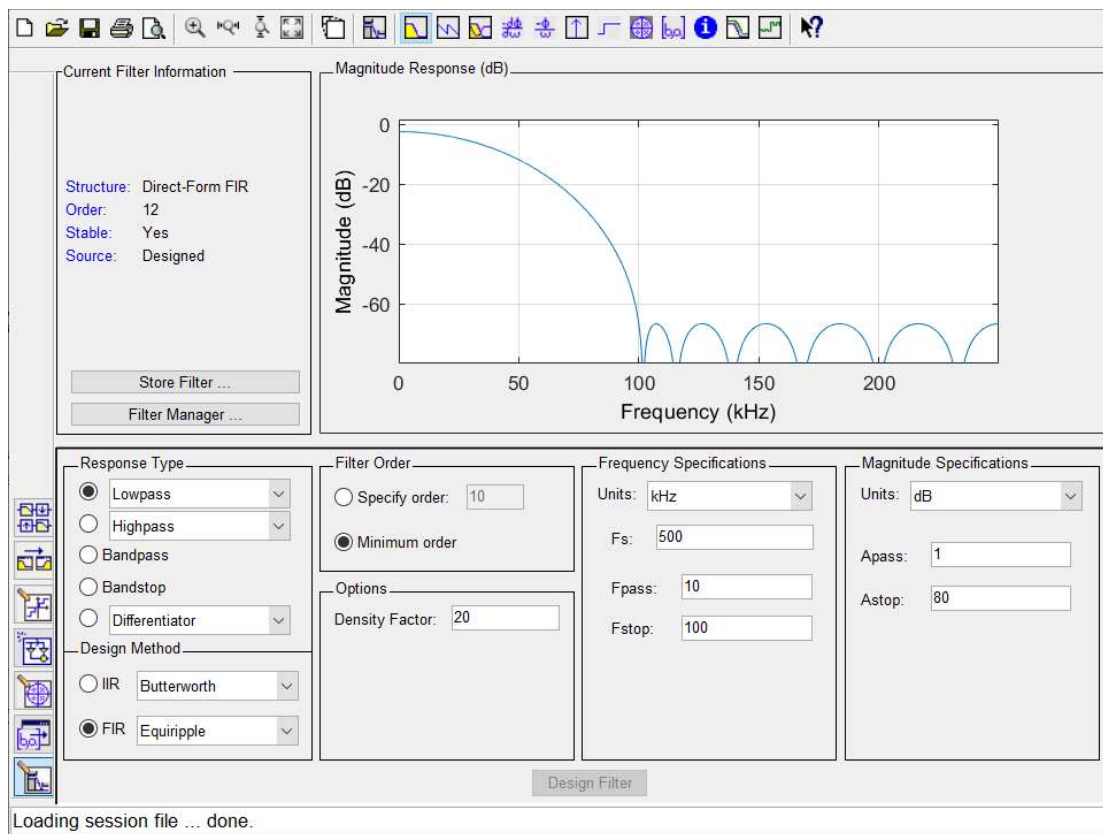 Current Filter Information
Structure: Direct-Form FIR
Order: 12
Stable: Yes
Source: Designed
Store Filter ...
Filter Manager ...
Magnitude Response (dB)
Magnitude (dB)
0
-20
-40
-60
0 50 100 150 200
Frequency (kHz)
Response Type
Lowpass
Highpass
Bandpass
Bandstop
Differentiator
Design Method
IIR Butterworth
FIR Equiripple
Filter Order
Specify order: 10
Minimum order
Options
Density Factor: 20
Frequency Specifications
Units: kHz
Fs: 500
Fpass: 10
Fstop: 100
Magnitude Specifications
Units: dB
Apass: 1
Astop: 80
Design Filter
Loading session file ... done.